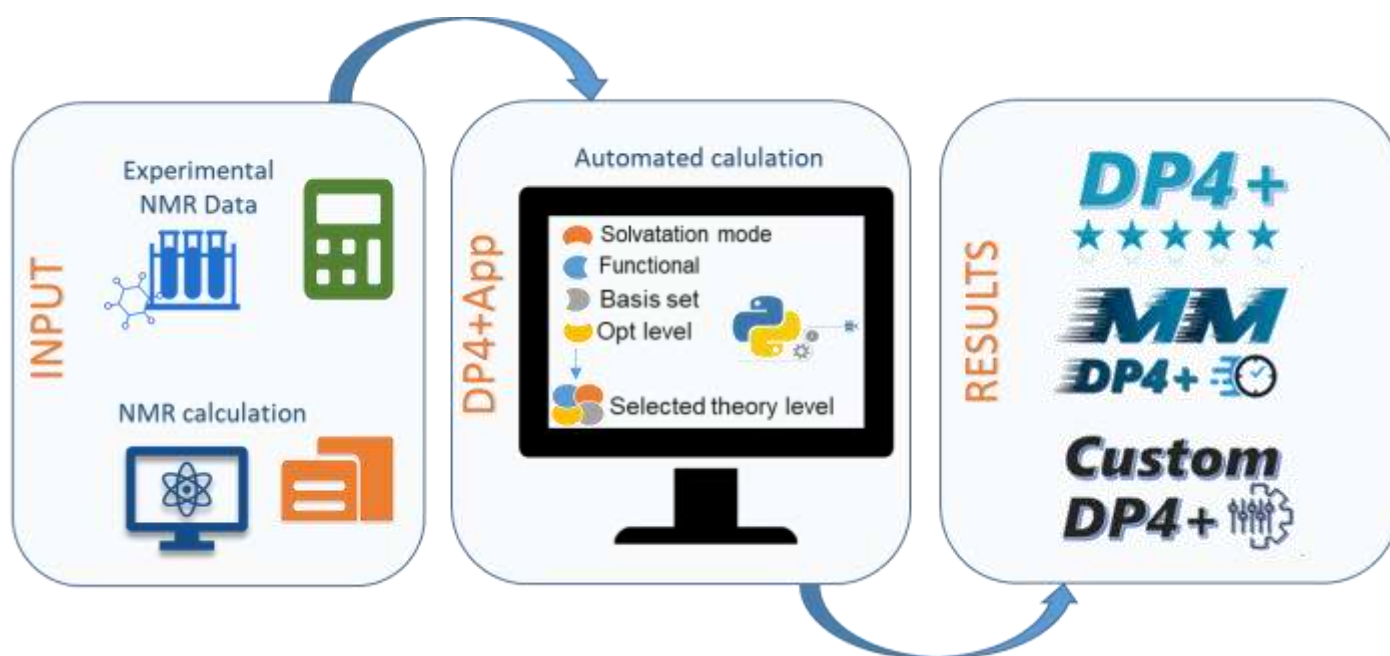 INPUT
Experimental
NMR Data
NMR calculation
DP4+App
Automated calulation
Solvatation mode
Functional
Basis set
Opt level
Selected theory level
RESULTS
DP4+
MM
DP4+
Custom
DP4+